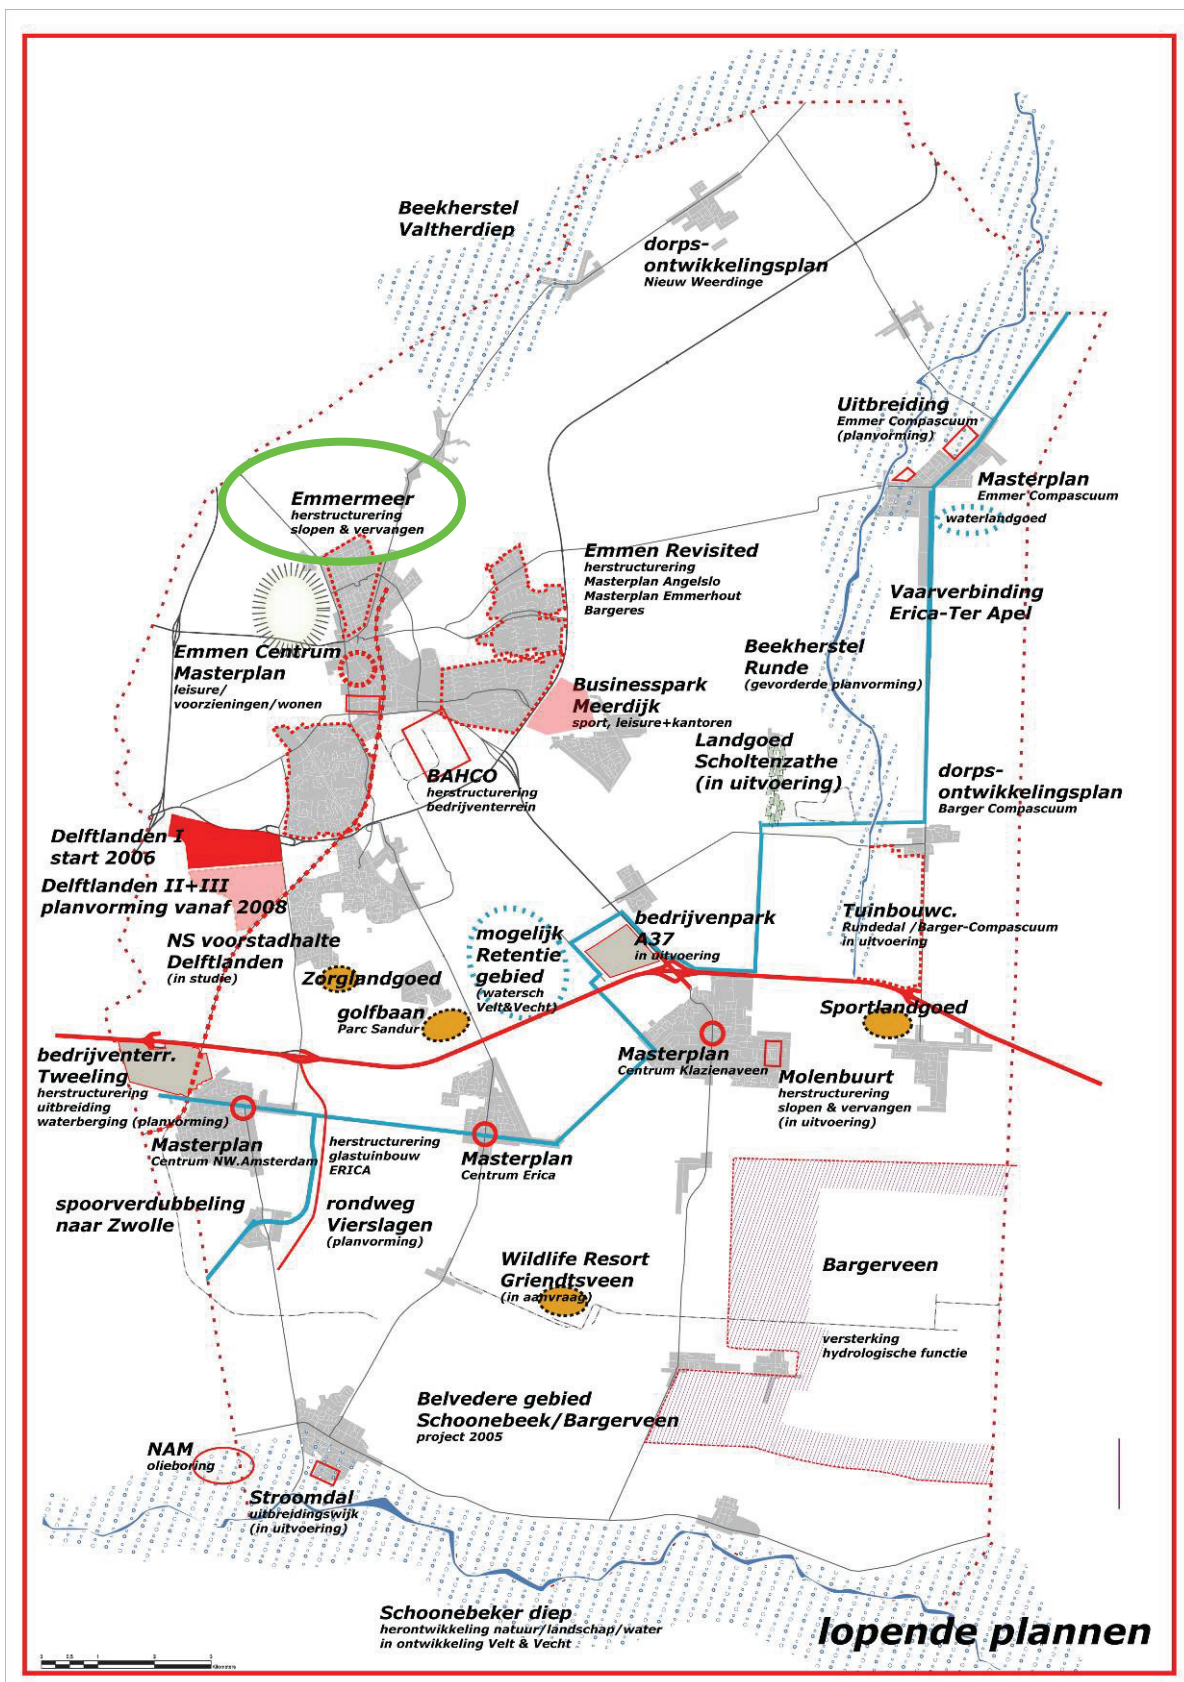 Beekherstel
Valtherdiep
dorps-
ontwikkelingsplan
Nieuw Weerdinge
Uitbreiding
Emmer Compascuum
(planvorming)
Masterplan
Emmer Compascuum
waterlandgoed
Emmermeer
herstructurering
slopen & vervangen
Emmen Revisited
herstructurering
Masterplan Angelslo
Masterplan Emmerhout
Bargeres
Vaarverbinding
Erica-Ter Apel
Emmen Centrum
Masterplan
leisure/
voorzieningen/wonen
Beekherstel
Runde
(gevorderde planvorming)
Businesspark
Meerdijk
sport, leisure+kantoren
Landgoed
Scholtenzathe
(in uitvoering)
BAHCO
herstructurering
bedrijventerrein
dorps-
ontwikkelingsplan
Barger Compascuum
Delftlanden I
start 2006
Delftlanden II+III
planvorming vanaf 2008
NS voorstadhalte
Delftlanden
(in studie)
mogelijk
Retentie
gebied
(watersch
Velt&Vecht)
bedrijvenpark
A37
in uitvoering
Tuinbouwc.
Rundedal /Barger-Compascuum
in uitvoering
Zorglandgoed
golfbaan
Parc Sandur
Sportlandgoed
bedrijventerr.
Tweeling
herstructurering
uitbreiding
waterberging (planvorming)
Masterplan
Centrum Klazienaveen
Molenbuurt
herstructurering
slopen & vervangen
(in uitvoering)
Masterplan
Centrum NW.Amsterdam
herstructurering
glastuinbouw
ERICA
Masterplan
Centrum Erica
spoorverdubbeling
naar Zwolle
rondweg
Vierslagen
(planvorming)
Wildlife Resort
Griendtsveen
(in aanvraag)
Bargerveen
versterking
hydrologische functie
Belvedere gebied
Schoonebeek/Bargerveen
project 2005
NAM
olieboring
Stroomdal
uitbreidingswijk
(in uitvoering)
Schoonebeker diep
herontwikkeling natuur/landschap/water
in ontwikkeling Velt & Vecht
lopende plannen